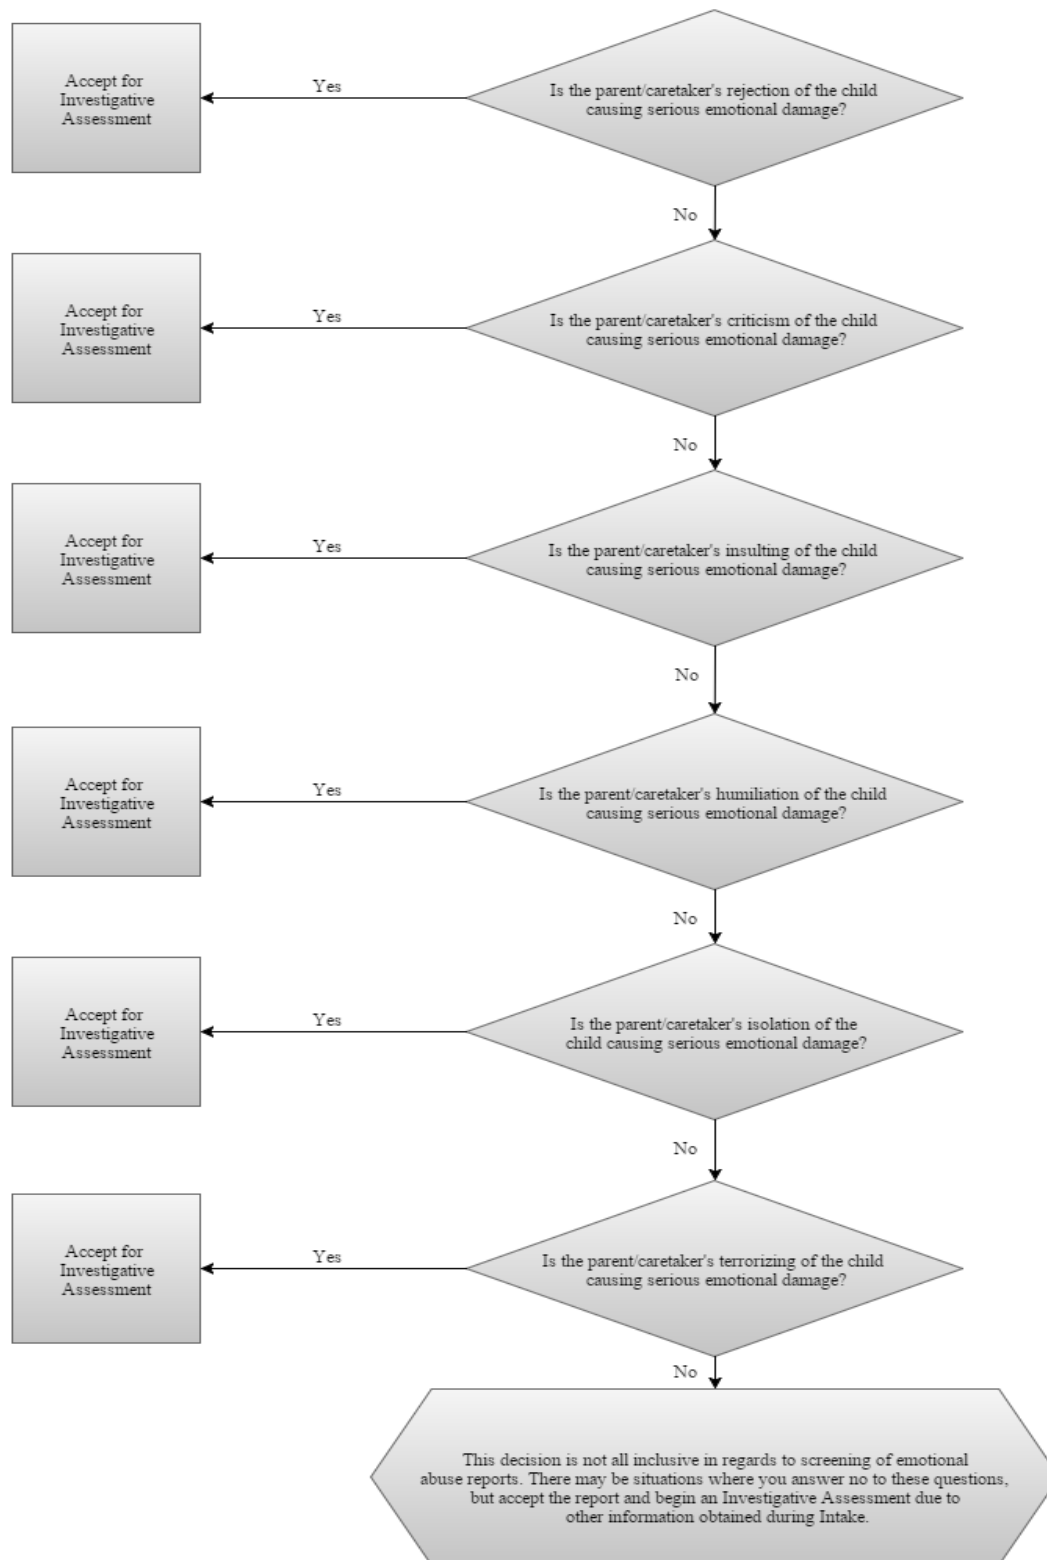 Accept for
Investigative
Assessment
Yes
Is the parent/caretaker's rejection of the child
causing serious emotional damage?
No
Accept for
Investigative
Assessment
Yes
Is the parent/caretaker's criticism of the child
causing serious emotional damage?
No
Accept for
Investigative
Assessment
Yes
Is the parent/caretaker's insulting of the child
causing serious emotional damage?
No
Accept for
Investigative
Assessment
Yes
Is the parent/caretaker's humiliation of the child
causing serious emotional damage?
No
Accept for
Investigative
Assessment
Yes
Is the parent/caretaker's isolation of the
child causing serious emotional damage?
No
Accept for
Investigative
Assessment
Yes
Is the parent/caretaker's terrorizing of the child
causing serious emotional damage?
No
This decision is not all inclusive in regards to screening of emotional
abuse reports. There may be situations where you answer no to these questions,
but accept the report and begin an Investigative Assessment due to
other information obtained during Intake.